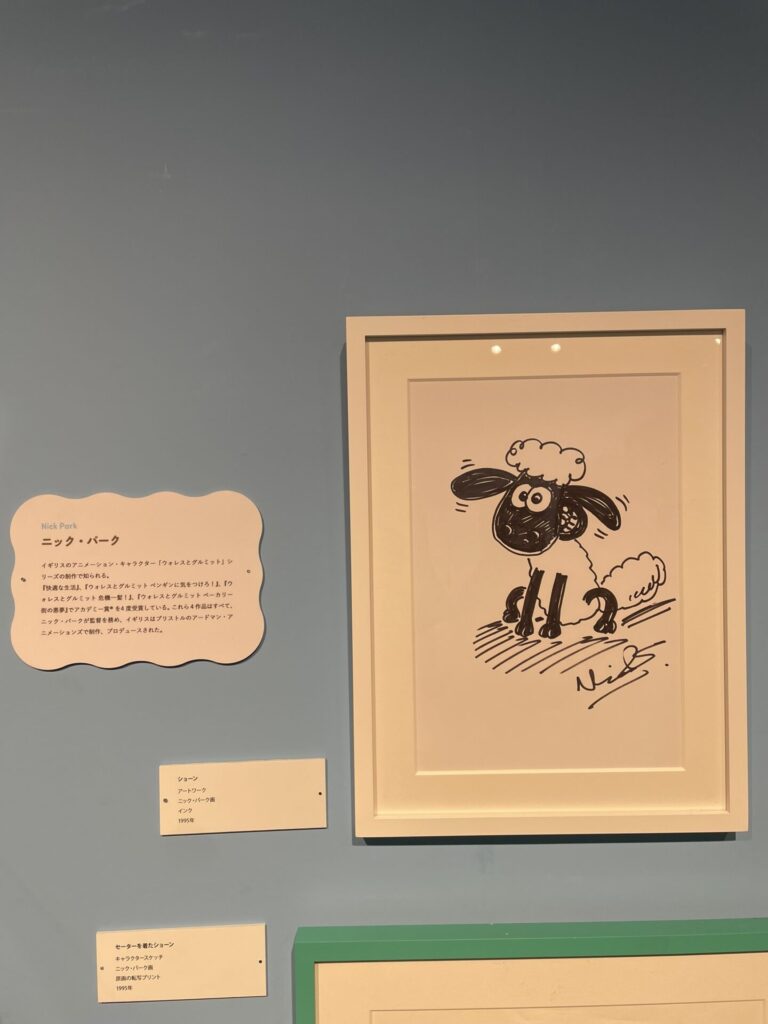 Nick Park
ニック・パーク
イギリスのアニメーション・キャラクター「ウォレスとグルミット」シ
リーズの制作で知られる。
『快適な生活』、『ウォレスとグルミット ペンギンに気をつけろ!』、『ウ
ォレスとグルミット 危機一髪!』、『ウォレスとグルミット ベーカリー
街の悪夢』でアカデミー賞®を4度受賞している。これら4作品はすべて、
ニック・パークが監督を務め、イギリスはブリストルのアードマン・ア
ニメーションズで制作、プロデュースされた。
ショーン
アートワーク
ニック・パーク画
インク
1995年
セーターを着たショーン
キャラクタースケッチ
ニック・パーク画
原画の転写プリント
1995年